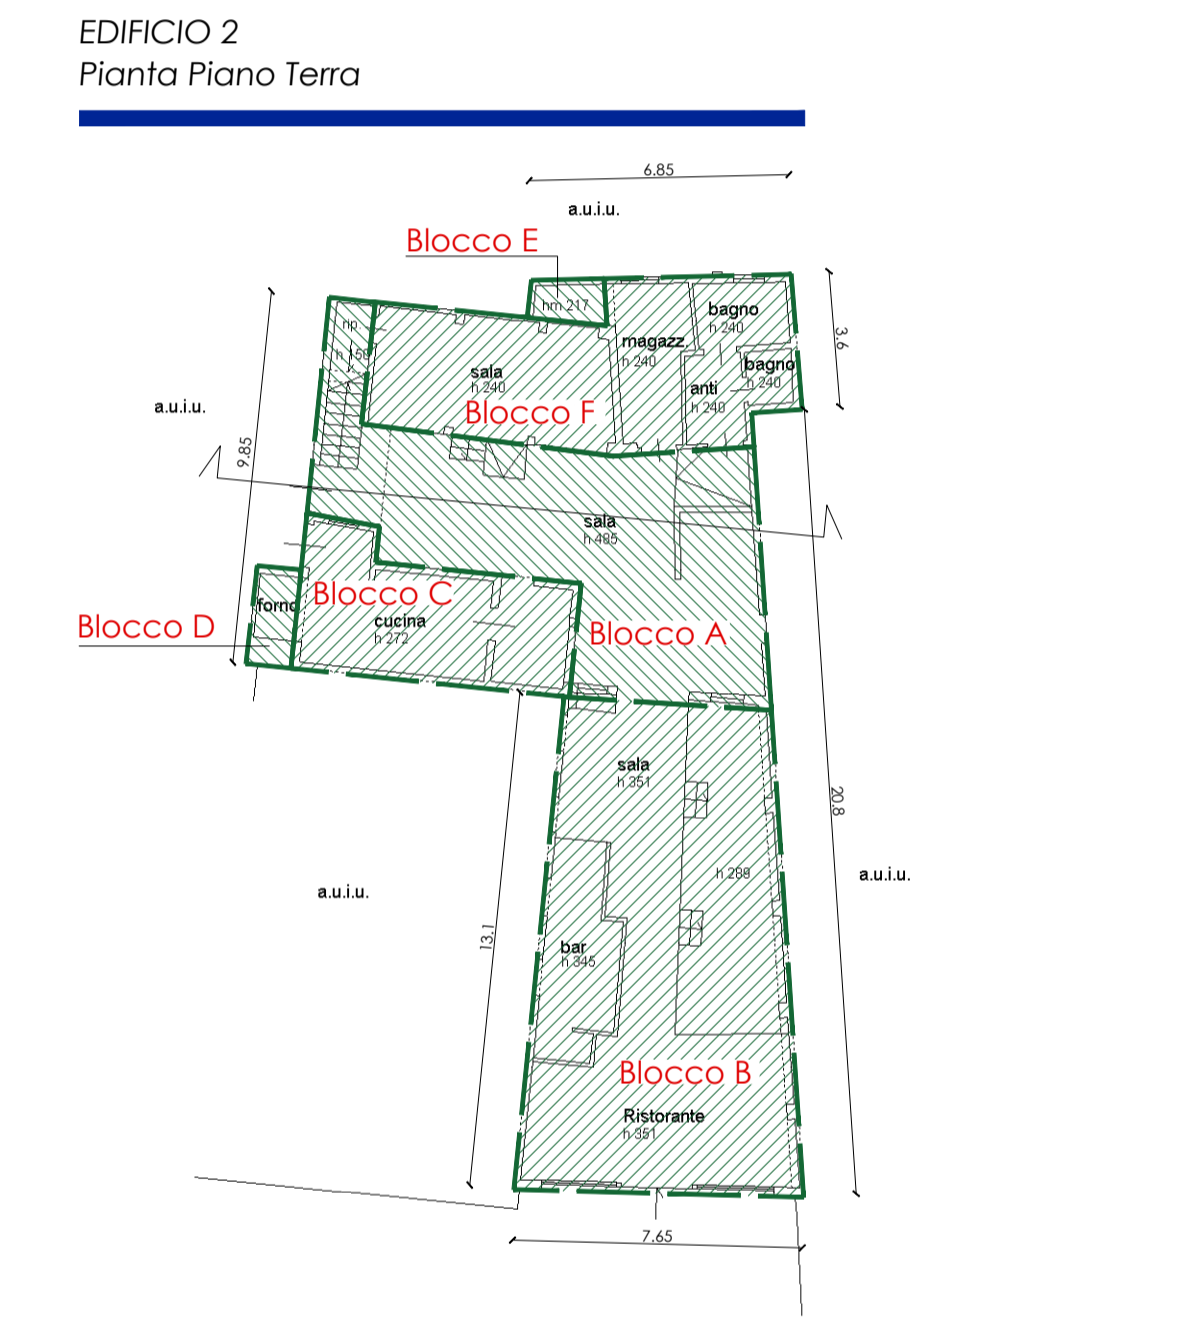 EDIFICIO 2
Pianta Piano Terra
6.85
a.u.i.u.
Blocco E
hm 217
rip
h 150
bagno
h 240
magazz.
h 240
3.6
bagno
h 240
sala
h 240
anti
h 240
Blocco F
a.u.i.u.
9.85
sala
h 485
Blocco C
forno
cucina
h 272
Blocco D
Blocco A
sala
h 351
20.8
h 289
a.u.i.u.
a.u.i.u.
13.1
bar
h 345
Blocco B
Ristorante
h 351
7.65